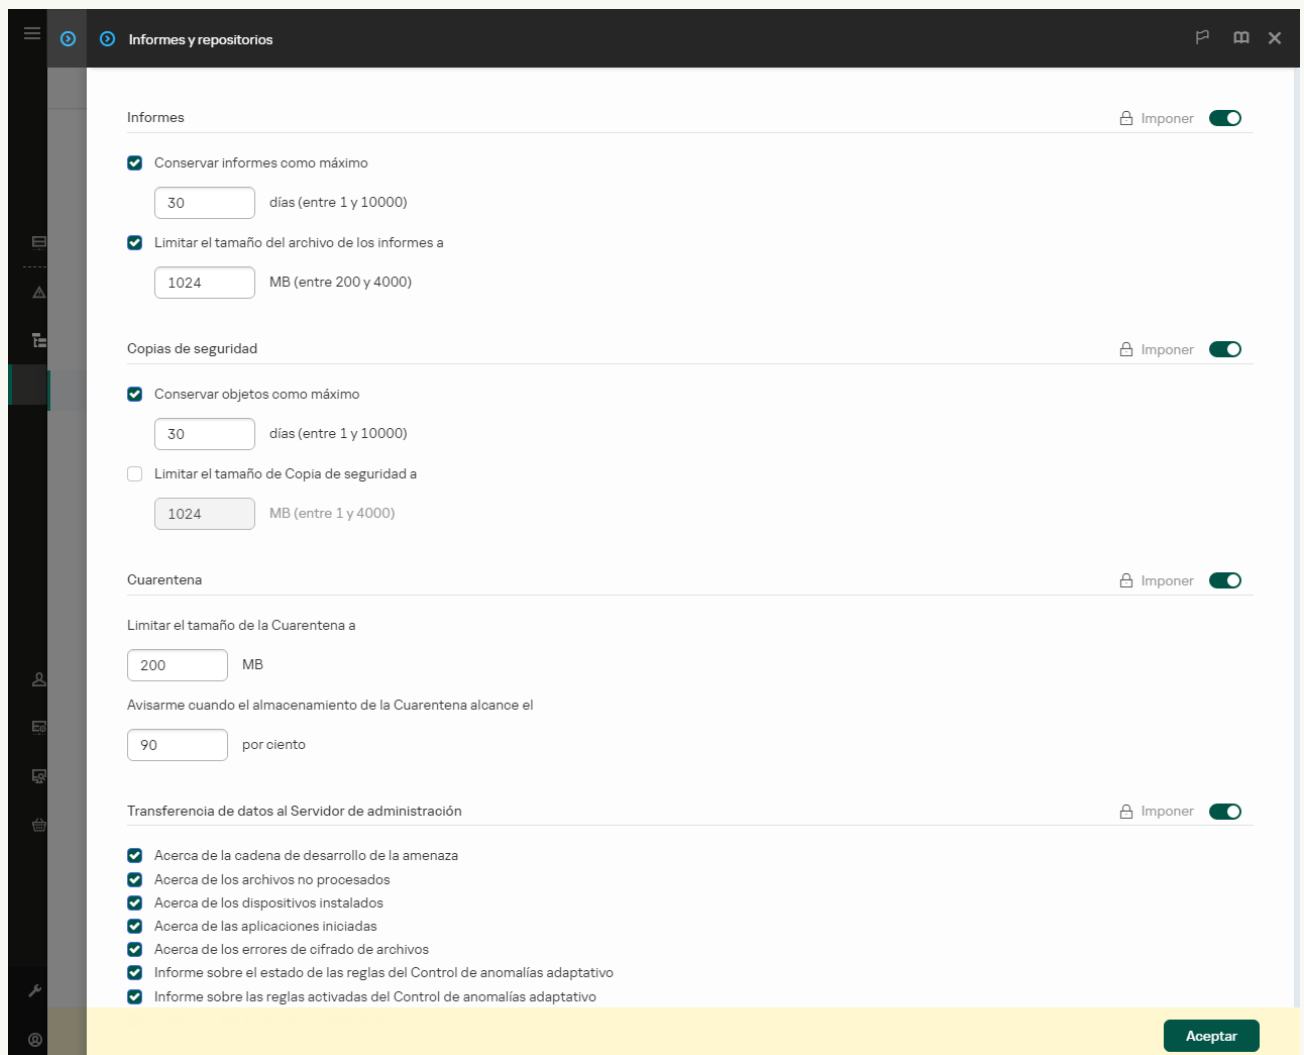 Informes y repositorios
Informes
Imponer
Conservar informes como máximo
30 días (entre 1 y 10000)
Limitar el tamaño del archivo de los informes a
1024 MB (entre 200 y 4000)
Copias de seguridad
Imponer
Conservar objetos como máximo
30 días (entre 1 y 10000)
Limitar el tamaño de Copia de seguridad a
1024 MB (entre 1 y 4000)
Cuarentena
Imponer
Limitar el tamaño de la Cuarentena a
200 MB
Avisarme cuando el almacenamiento de la Cuarentena alcance el
90 por ciento
Transferencia de datos al Servidor de administración
Imponer
Acerca de la cadena de desarrollo de la amenaza
Acerca de los archivos no procesados
Acerca de los dispositivos instalados
Acerca de las aplicaciones iniciadas
Acerca de los errores de cifrado de archivos
Informe sobre el estado de las reglas del Control de anomalías adaptativo
Informe sobre las reglas activadas del Control de anomalías adaptativo
Aceptar